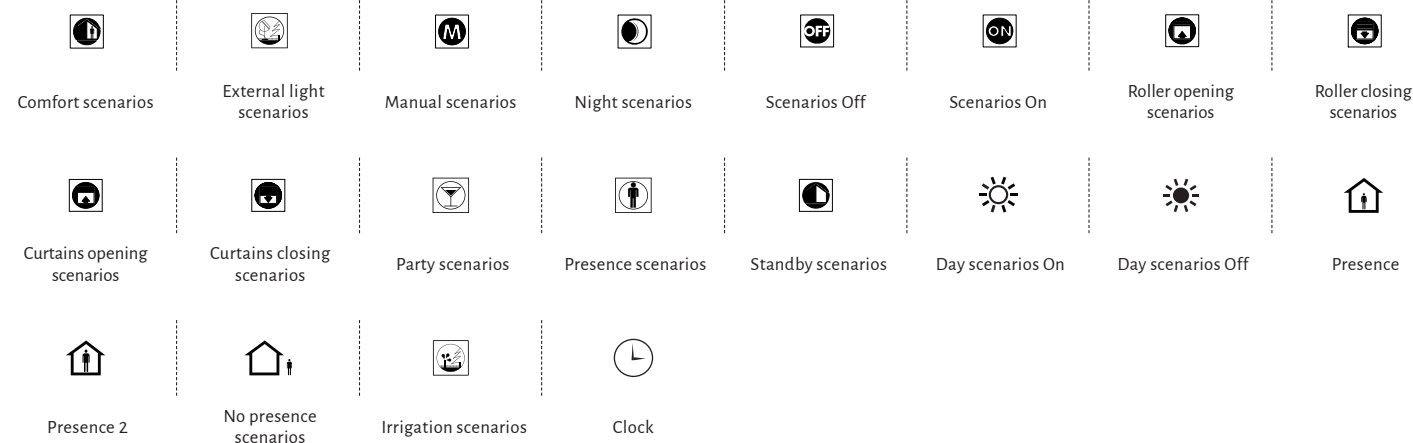 M
OFF
ON
Comfort scenarios
External light
scenarios
Manual scenarios
Night scenarios
Scenarios Off
Scenarios On
Roller opening
scenarios
Roller closing
scenarios
Curtains opening
scenarios
Curtains closing
scenarios
Party scenarios
Presence scenarios
Standby scenarios
Day scenarios On
Day scenarios Off
Presence
Presence 2
No presence
scenarios
Irrigation scenarios
Clock